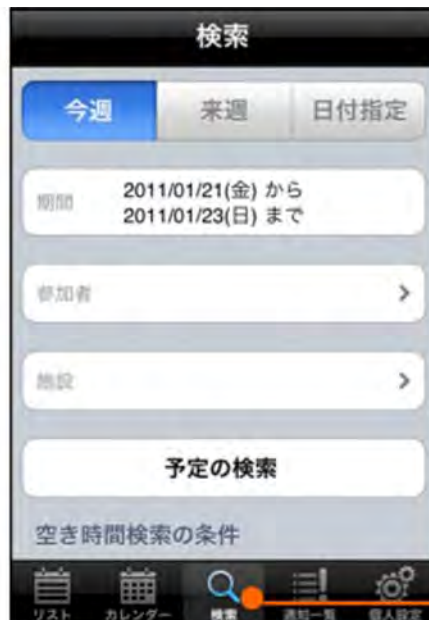 検索
今週 来週 日付指定
期間 2011/01/21(金) から
2011/01/23(日) まで
参加者
施設
予定の検索
空き時間検索の条件
リスト カレンダー 検索 通知一覧 個人設定